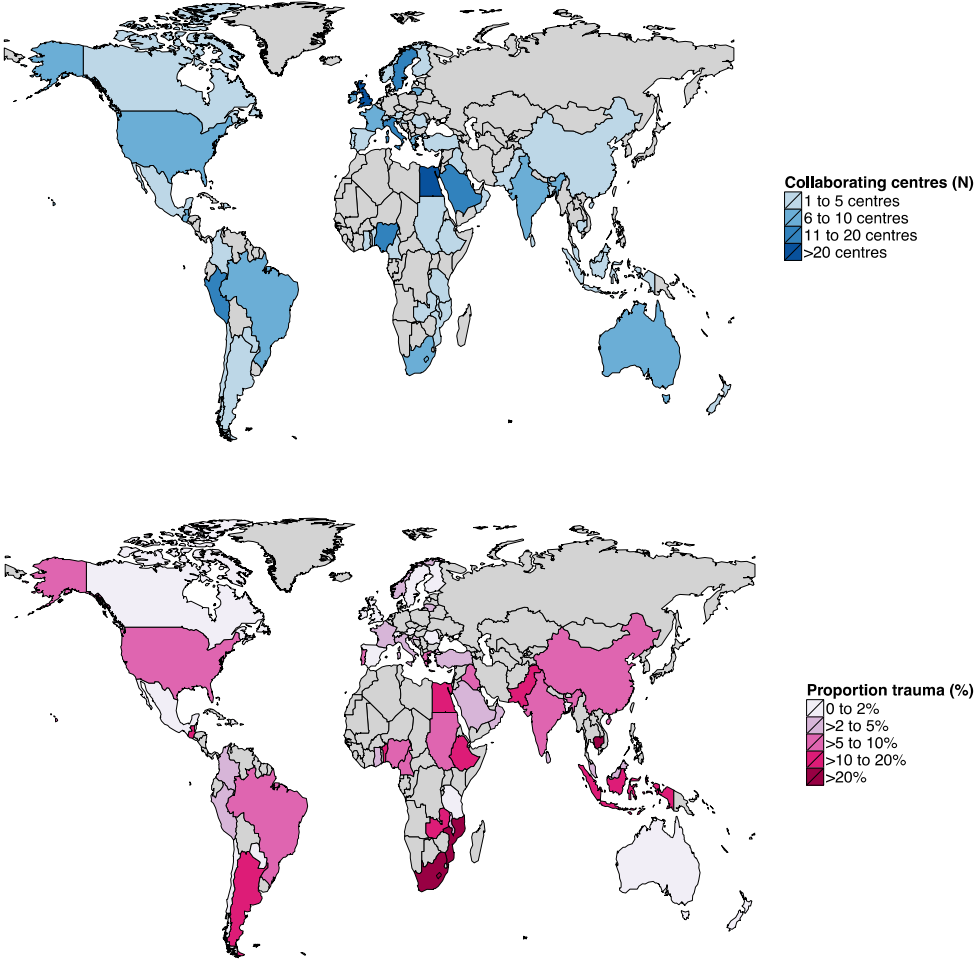 Collaborating centres (N)
1 to 5 centres
6 to 10 centres
11 to 20 centres
>20 centres
Proportion trauma (%)
0 to 2%
>2 to 5%
>5 to 10%
>10 to 20%
>20%